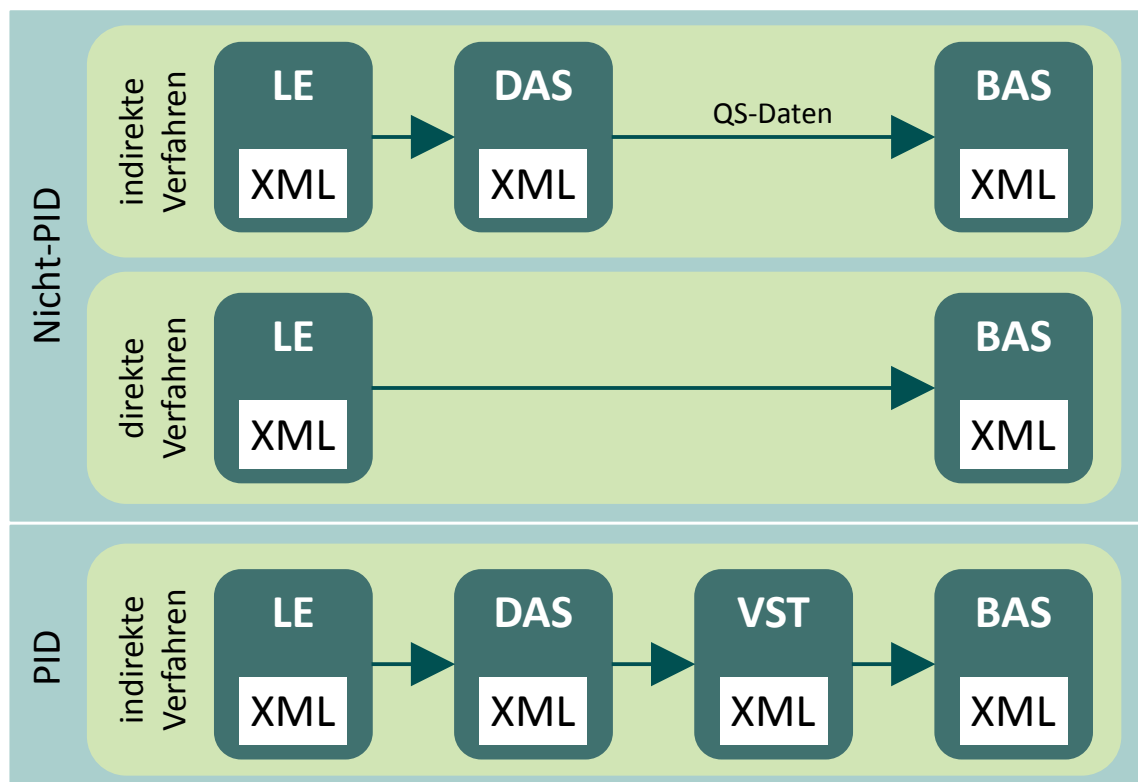 Nicht-PID
indirekte
Verfahren
LE
XML
DAS
XML
QS-Daten
BAS
XML
direkte
Verfahren
LE
XML
BAS
XML
PID
indirekte
Verfahren
LE
XML
DAS
XML
VST
XML
BAS
XML